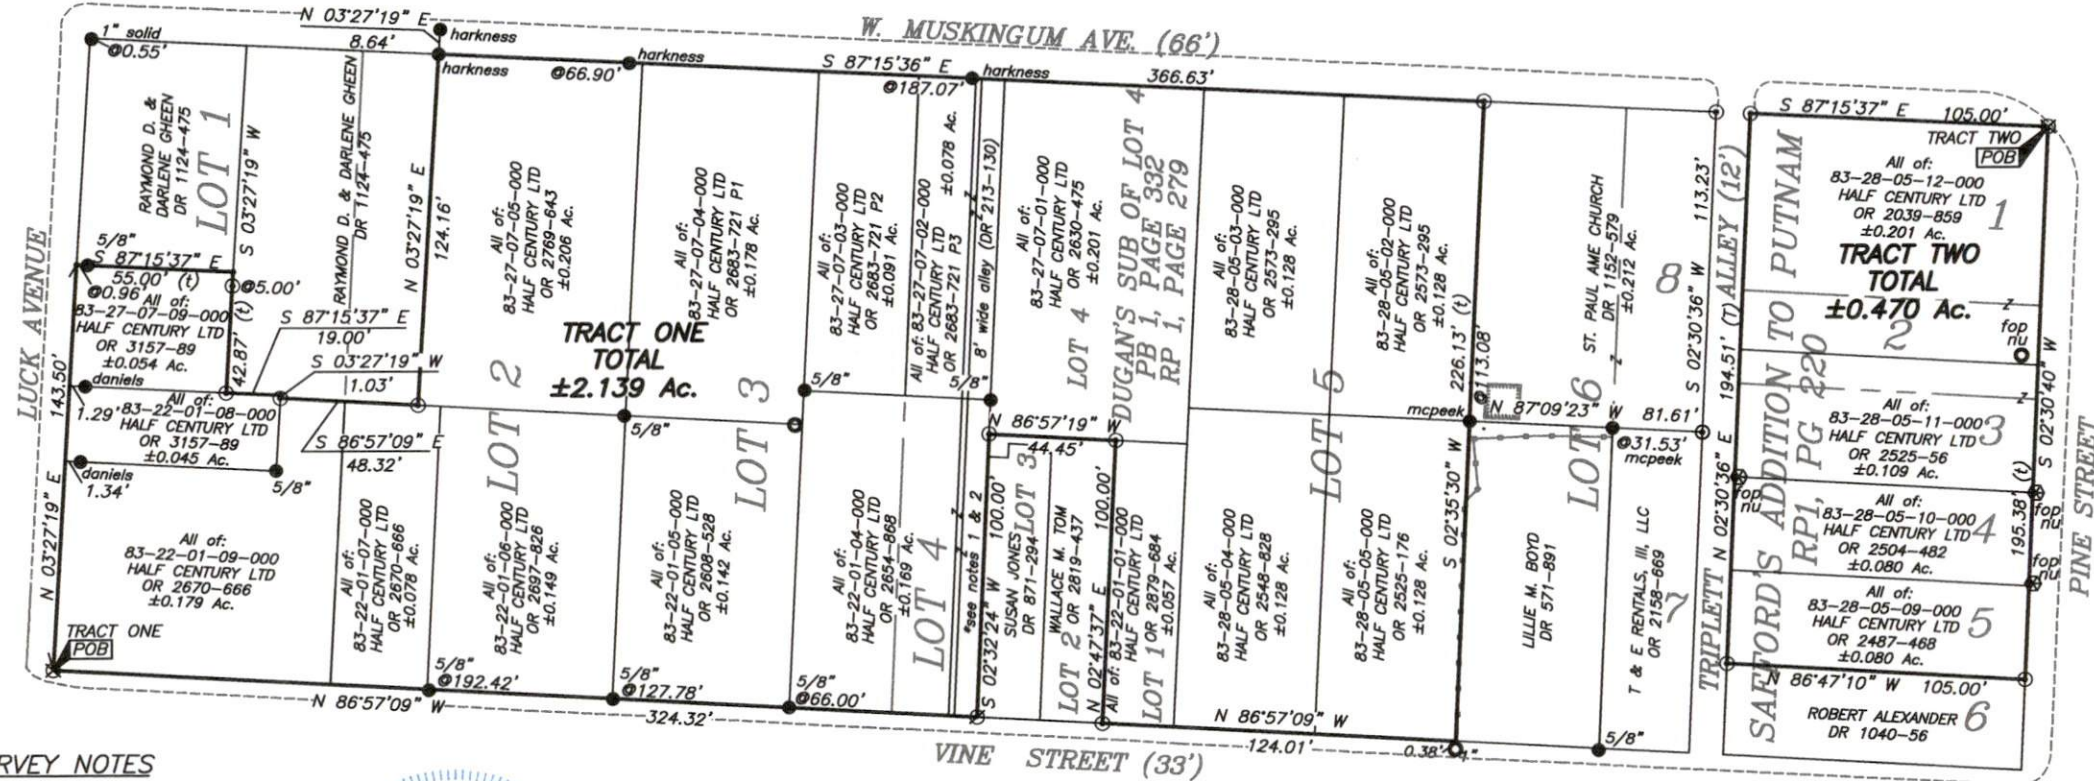 W. MUSKINGUM AVE. (66')
N 03°27'19" E
harkness
1" solid
@0.55'
8.64'
harkness
@66.90'
harkness
S 87°15'36" E
@187.07'
harkness
366.63'
RAYMOND D. &
DARLENE GHEEN
DR 1124-475
LOT 1
S 03°27'19" W
RAYMOND D. & DARLENE GHEEN
DR 1124-475
N 03°27'19" E
124.16'
LUCK AVENUE
5/8"
S 87°15'37" E
55.00' (t)
@0.96'
@5.00'
All of:
83-27-07-09-000
HALF CENTURY LTD
OR 3157-89
±0.054 Ac.
42.87' (t)
S 87°15'37" E
19.00'
S 03°27'19" W
1.03'
143.50'
daniels
1.29'
All of:
83-22-01-08-000
HALF CENTURY LTD
OR 3157-89
±0.045 Ac.
S 86°57'09" E
48.32'
daniels
1.34'
5/8"
N 03°27'19" E
All of:
83-22-01-09-000
HALF CENTURY LTD
OR 2670-666
±0.179 Ac.
TRACT ONE
POB
All of:
83-27-07-05-000
HALF CENTURY LTD
OR 2769-643
±0.206 Ac.
All of:
83-27-07-04-000
HALF CENTURY LTD
OR 2683-721 P1
±0.178 Ac.
All of:
83-27-07-03-000
HALF CENTURY LTD
OR 2683-721 P2
±0.091 Ac.
All of: 83-27-07-02-000
HALF CENTURY LTD
OR 2683-721 P3
±0.078 Ac.
8' wide alley (DR 213-130)
*see notes 1 & 2
TRACT ONE
TOTAL
±2.139 Ac.
LOT 2
LOT 3
LOT 4
5/8"
5/8"
5/8"
All of:
83-22-01-07-000
HALF CENTURY LTD
OR 2670-666
±0.078 Ac.
All of:
83-22-01-06-000
HALF CENTURY LTD
OR 2697-826
±0.149 Ac.
All of:
83-22-01-05-000
HALF CENTURY LTD
OR 2608-528
±0.142 Ac.
All of:
83-22-01-04-000
HALF CENTURY LTD
OR 2654-868
±0.169 Ac.
5/8"
@192.42'
5/8"
@127.78'
5/8"
@66.00'
N 86°57'09" W
324.32'
All of:
83-27-07-01-000
HALF CENTURY LTD
OR 2630-475
±0.201 Ac.
LOT 4
DUGAN'S SUB OF LOT 4
PB 1, PAGE 332
RP 1, PAGE 279
N 86°57'19" W
44.45'
S 02°32'24" W 100.00'
SUSAN JONES
DR 871-294
LOT 3
WALLACE M. TOM
OR 2819-437
LOT 2
N 02°47'37" E 100.00'
All of: 83-22-01-01-000
HALF CENTURY LTD
OR 2879-684
±0.057 Ac.
LOT 1
All of:
83-28-05-03-000
HALF CENTURY LTD
OR 2573-295
±0.128 Ac.
All of:
83-28-05-02-000
HALF CENTURY LTD
OR 2573-295
±0.128 Ac.
LOT 5
All of:
83-28-05-04-000
HALF CENTURY LTD
OR 2548-828
±0.128 Ac.
All of:
83-28-05-05-000
HALF CENTURY LTD
OR 2525-176
±0.128 Ac.
226.13' (t)
@113.08'
S 02°35'30" W
mcpeek
N 87°09'23" W
81.61'
@31.53'
mcpeek
ST. PAUL AME CHURCH
DR 1152-579
±0.212 Ac.
8
LOT 6
S 02°30'36" W
113.23'
LILLIE M. BOYD
DR 571-891
T & E RENTALS, III, LLC
OR 2158-669
7
5/8"
N 86°57'09" W
124.01'
0.38'
VINE STREET (33')
TRIPLETT ALLEY (12')
N 02°30'36" E
194.51' (t)
SAFFORD'S ADDITION TO PUTNAM
RP1, PG 220
S 87°15'37" E
105.00'
TRACT TWO
POB
All of:
83-28-05-12-000
HALF CENTURY LTD
OR 2039-859
±0.201 Ac.
1
TRACT TWO
TOTAL
±0.470 Ac.
2
fop
nu
All of:
83-28-05-11-000
HALF CENTURY LTD
OR 2525-56
±0.109 Ac.
3
fop
nu
fop
nu
All of:
83-28-05-10-000
HALF CENTURY LTD
OR 2504-482
±0.080 Ac.
4
fop
nu
All of:
83-28-05-09-000
HALF CENTURY LTD
OR 2487-468
±0.080 Ac.
5
S 02°30'40" W
195.38' (t)
PINE STREET
N 86°47'10" W
105.00'
ROBERT ALEXANDER
DR 1040-56
6
RVEY NOTES